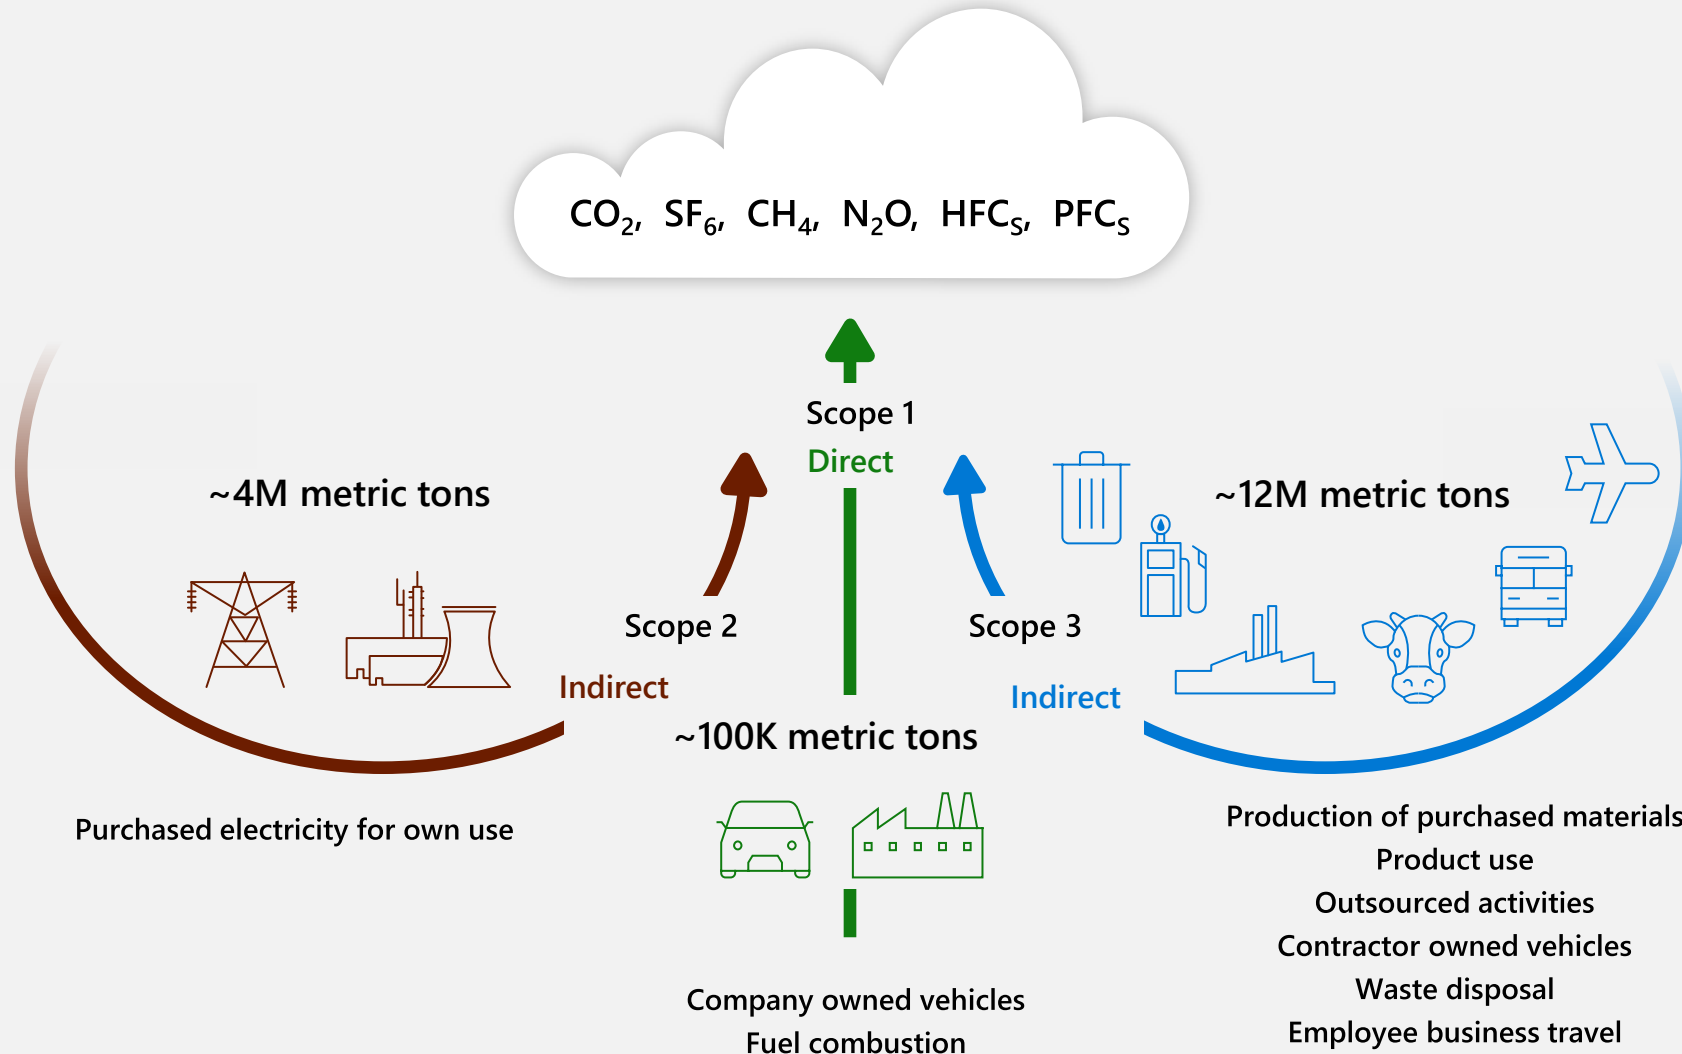 CO₂, SF₆, CH₄, N₂O, HFCₛ, PFCₛ
Scope 1
Direct
~4M metric tons
Scope 2
Indirect
Purchased electricity for own use
~100K metric tons
Company owned vehicles
Fuel combustion
~12M metric tons
Scope 3
Indirect
Production of purchased materials
Product use
Outsourced activities
Contractor owned vehicles
Waste disposal
Employee business travel